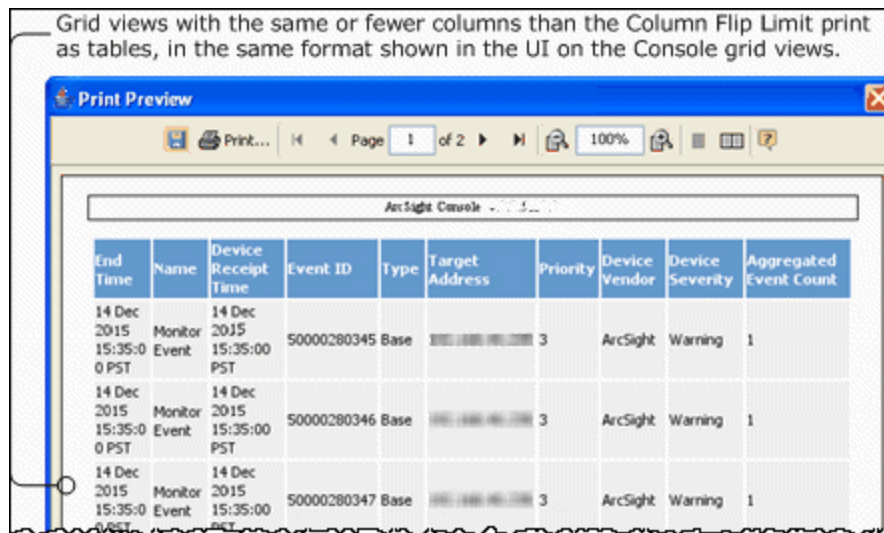 Grid views with the same or fewer columns than the Column Flip Limit print
as tables, in the same format shown in the UI on the Console grid views.
Print Preview
Print... Page 1 of 2 100%
ArcSight Console
End Time Name Device Receipt Time Event ID Type Target Address Priority Device Vendor Device Severity Aggregated Event Count
14 Dec 2015 15:35:00 PST Monitor Event 14 Dec 2015 15:35:00 PST 50000280345 Base 3 ArcSight Warning 1
14 Dec 2015 15:35:00 PST Monitor Event 14 Dec 2015 15:35:00 PST 50000280346 Base 3 ArcSight Warning 1
14 Dec 2015 15:35:00 PST Monitor Event 14 Dec 2015 15:35:00 PST 50000280347 Base 3 ArcSight Warning 1